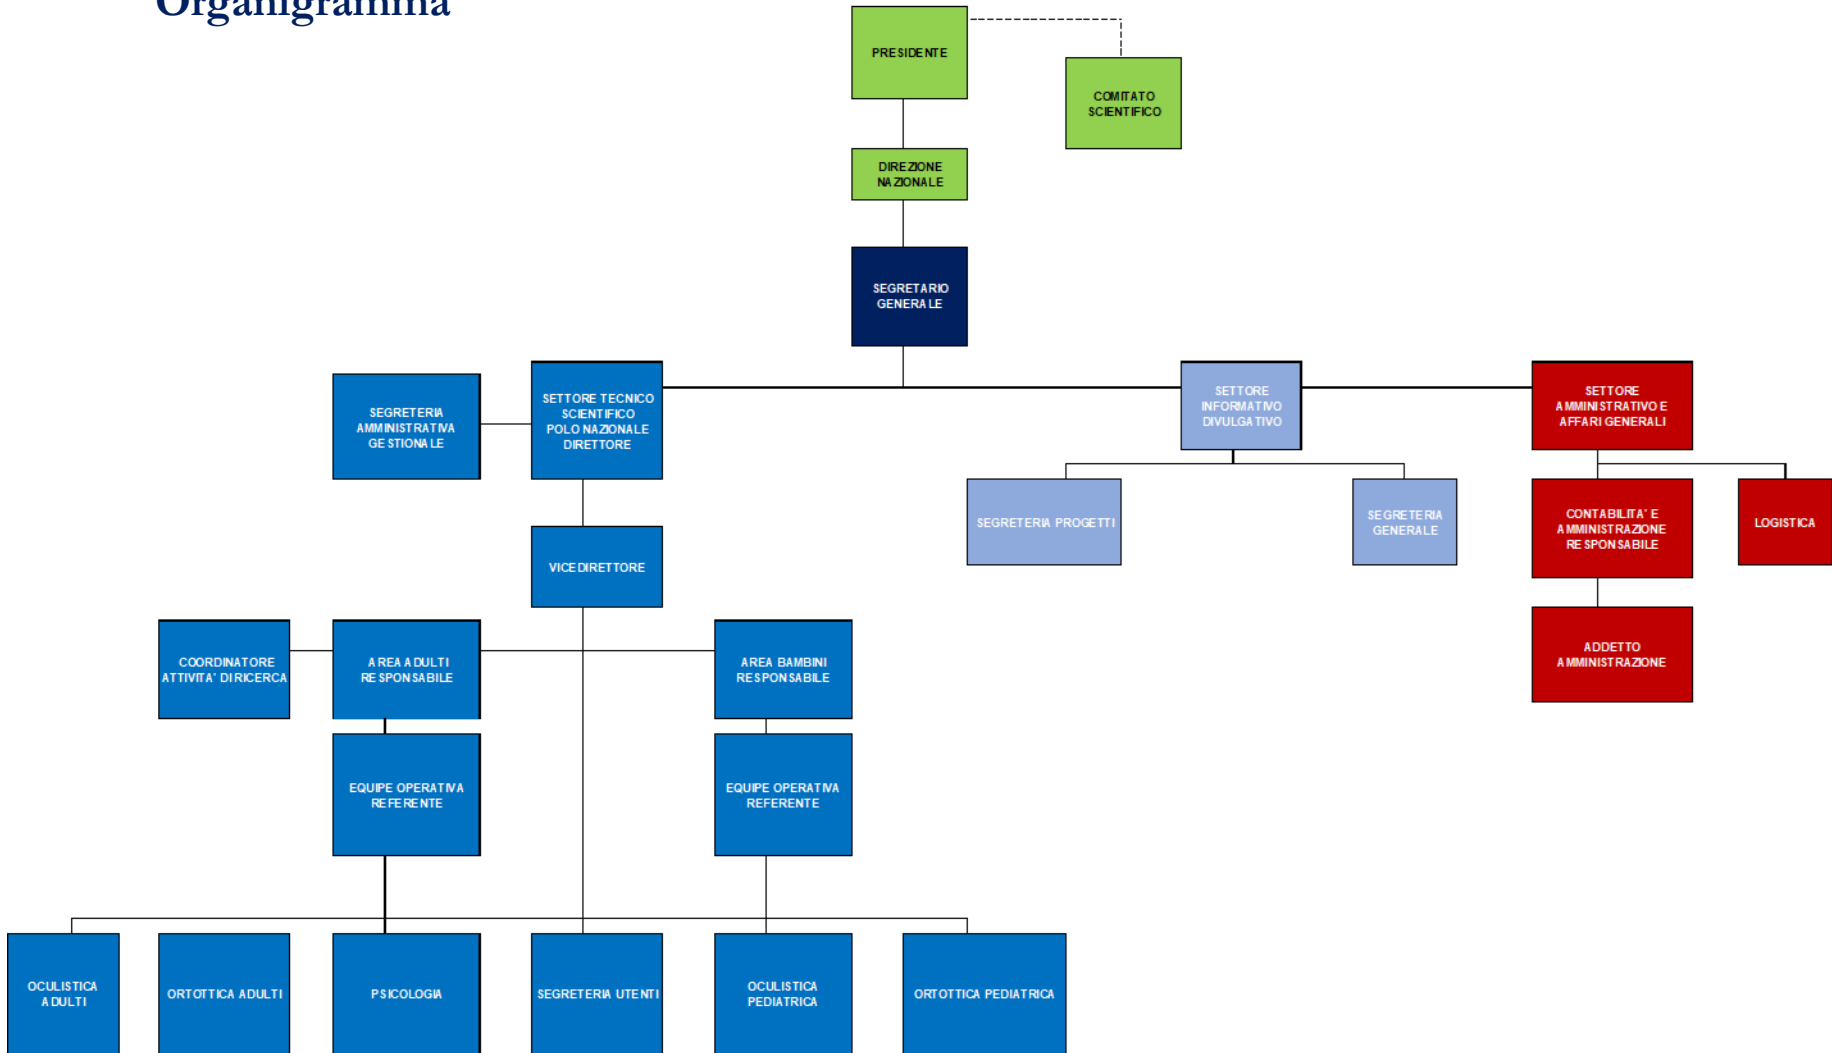 Organigramma
PRESIDENTE
COMITATO
SCIENTIFICO
DIREZIONE
NAZIONALE
SEGRETARIO
GENERALE
SEGRETERIA
AMMINISTRATIVA
GESTIONALE
SETTORE TECNICO
SCIENTIFICO
POLO NAZIONALE
DIRETTORE
SETTORE
INFORMATIVO
DIVULGATIVO
SETTORE
AMMINISTRATIVO E
AFFARI GENERALI
SEGRETERIA PROGETTI
SEGRETERIA
GENERALE
CONTABILITA' E
AMMINISTRAZIONE
RESPONSABILE
LOGISTICA
VICEDIRETTORE
COORDINATORE
ATTIVITA' DI RICERCA
AREA ADULTI
RESPONSABILE
AREA BAMBINI
RESPONSABILE
ADDETTO
AMMINISTRAZIONE
EQUIPE OPERATIVA
REFERENTE
EQUIPE OPERATIVA
REFERENTE
OCULISTICA
ADULTI
ORTOTTICA ADULTI
PSICOLOGIA
SEGRETERIA UTENTI
OCULISTICA
PEDIATRICA
ORTOTTICA PEDIATRICA